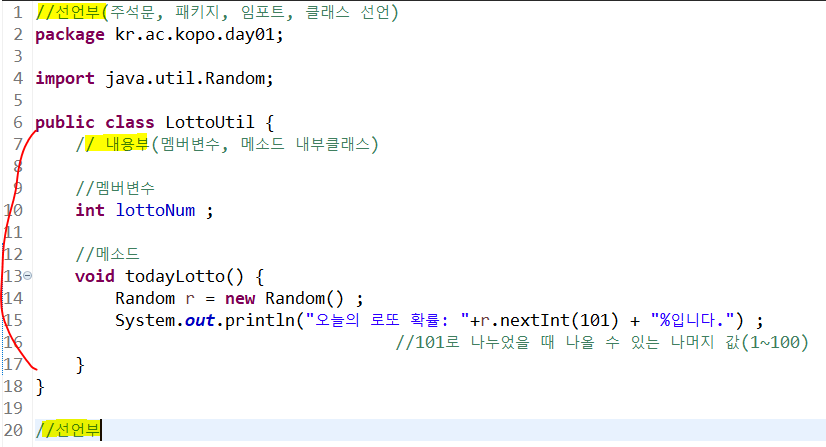 1 //선언부(주석문, 패키지, 임포트, 클래스 선언)
2 package kr.ac.kopo.day01;
3
4 import java.util.Random;
5
6 public class LottoUtil {
7 // 내용부(멤버변수, 메소드 내부클래스)
8
9 //멤버변수
10 int lottoNum ;
11
12 //메소드
13 void todayLotto() {
14 Random r = new Random() ;
15 System.out.println("오늘의 로또 확률: "+r.nextInt(101) + "%입니다.") ;
16 //101로 나누었을 때 나올 수 있는 나머지 값(1~100)
17 }
18 }
19
20 //선언부